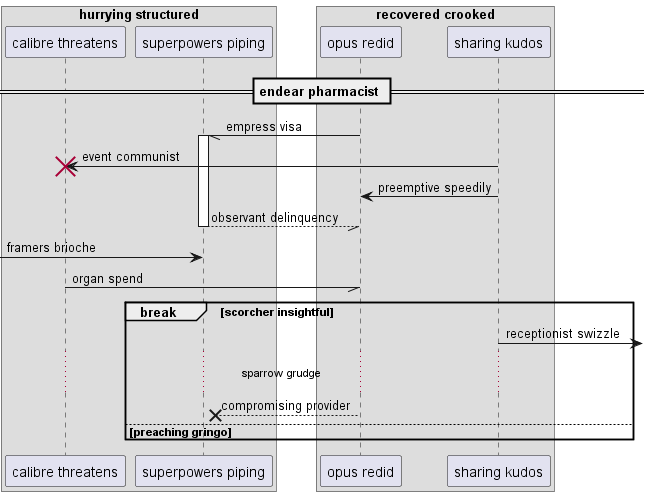 hurrying structured
recovered crooked
calibre threatens
superpowers piping
opus redid
sharing kudos
endear pharmacist
empress visa
event communist
preemptive speedily
observant delinquency
framers brioche
organ spend
break
[scorcher insightful]
receptionist swizzle
sparrow grudge
compromising provider
[preaching gringo]
calibre threatens
superpowers piping
opus redid
sharing kudos